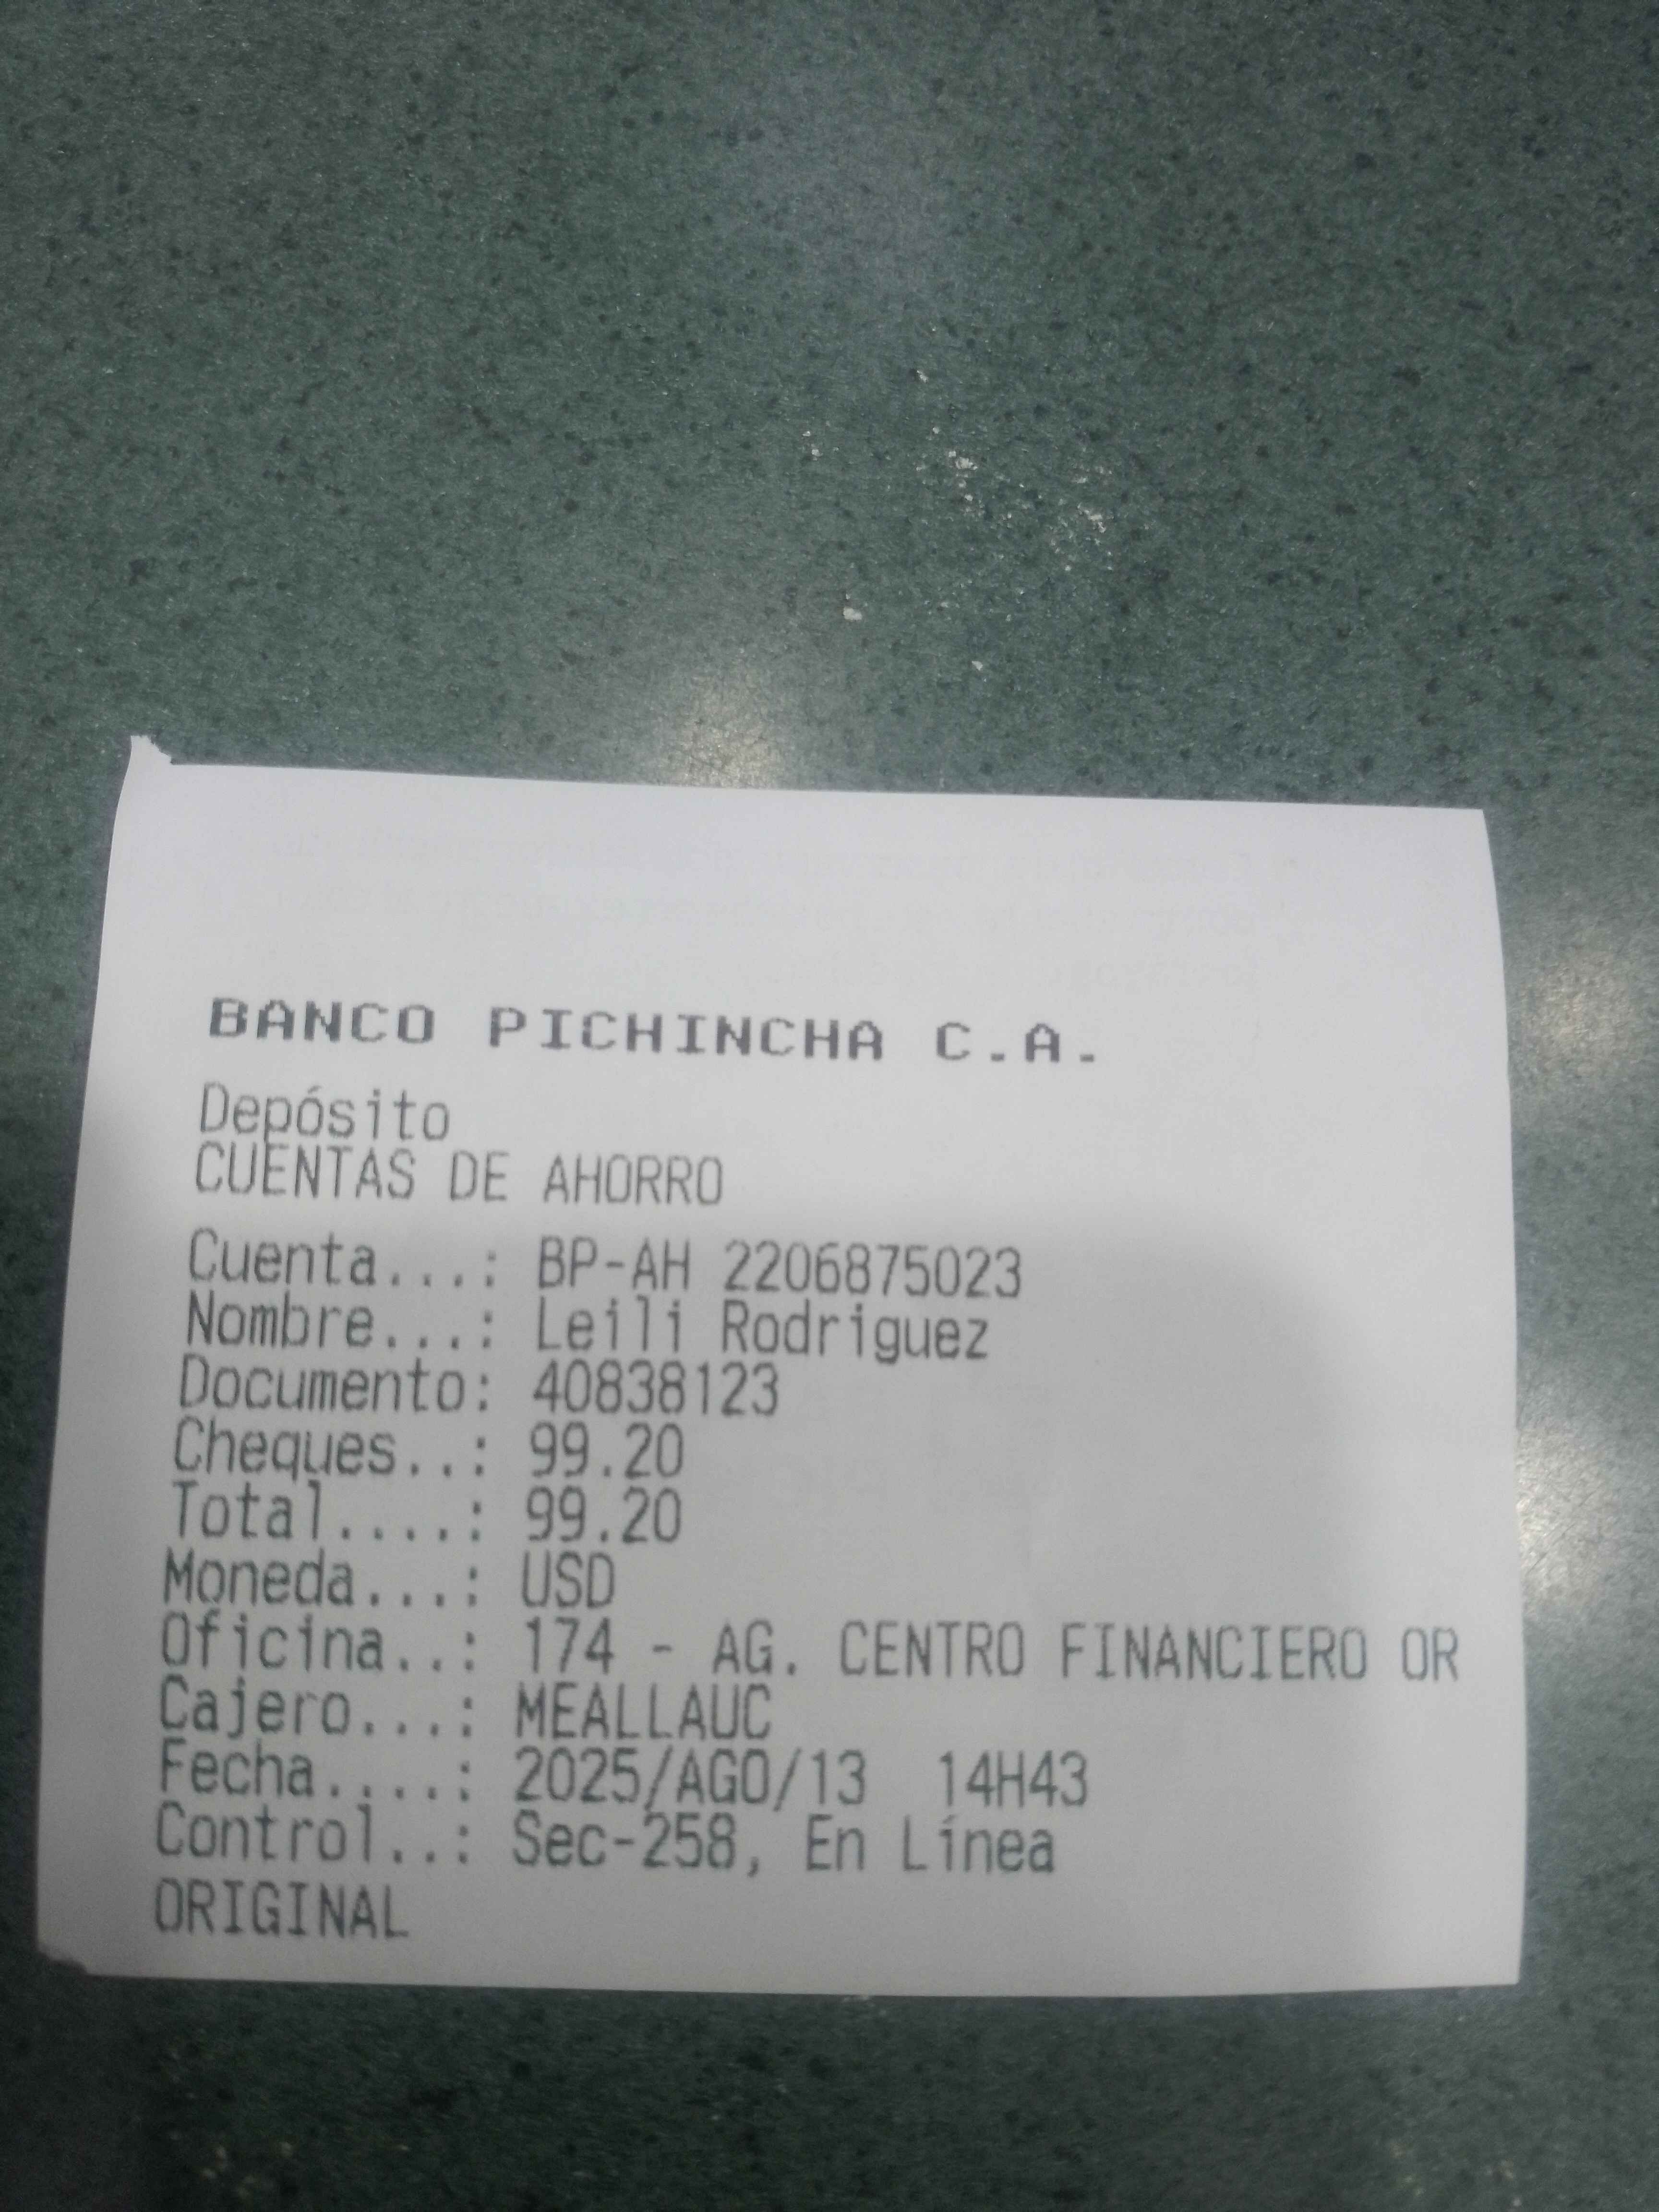 BANCO PICHINCHA C.A.
Depósito
CUENTAS DE AHORRO
Cuenta...: BP-AH 2206875023
Nombre...: Leili Rodriguez
Documento: 40838123
Cheques..: 99.20
Total....: 99.20
Moneda...: USD
Oficina..: 174 - AG. CENTRO FINANCIERO OR
Cajero...: MEALLAUC
Fecha....: 2025/AGO/13 14H43
Control..: Sec-258, En Línea
ORIGINAL